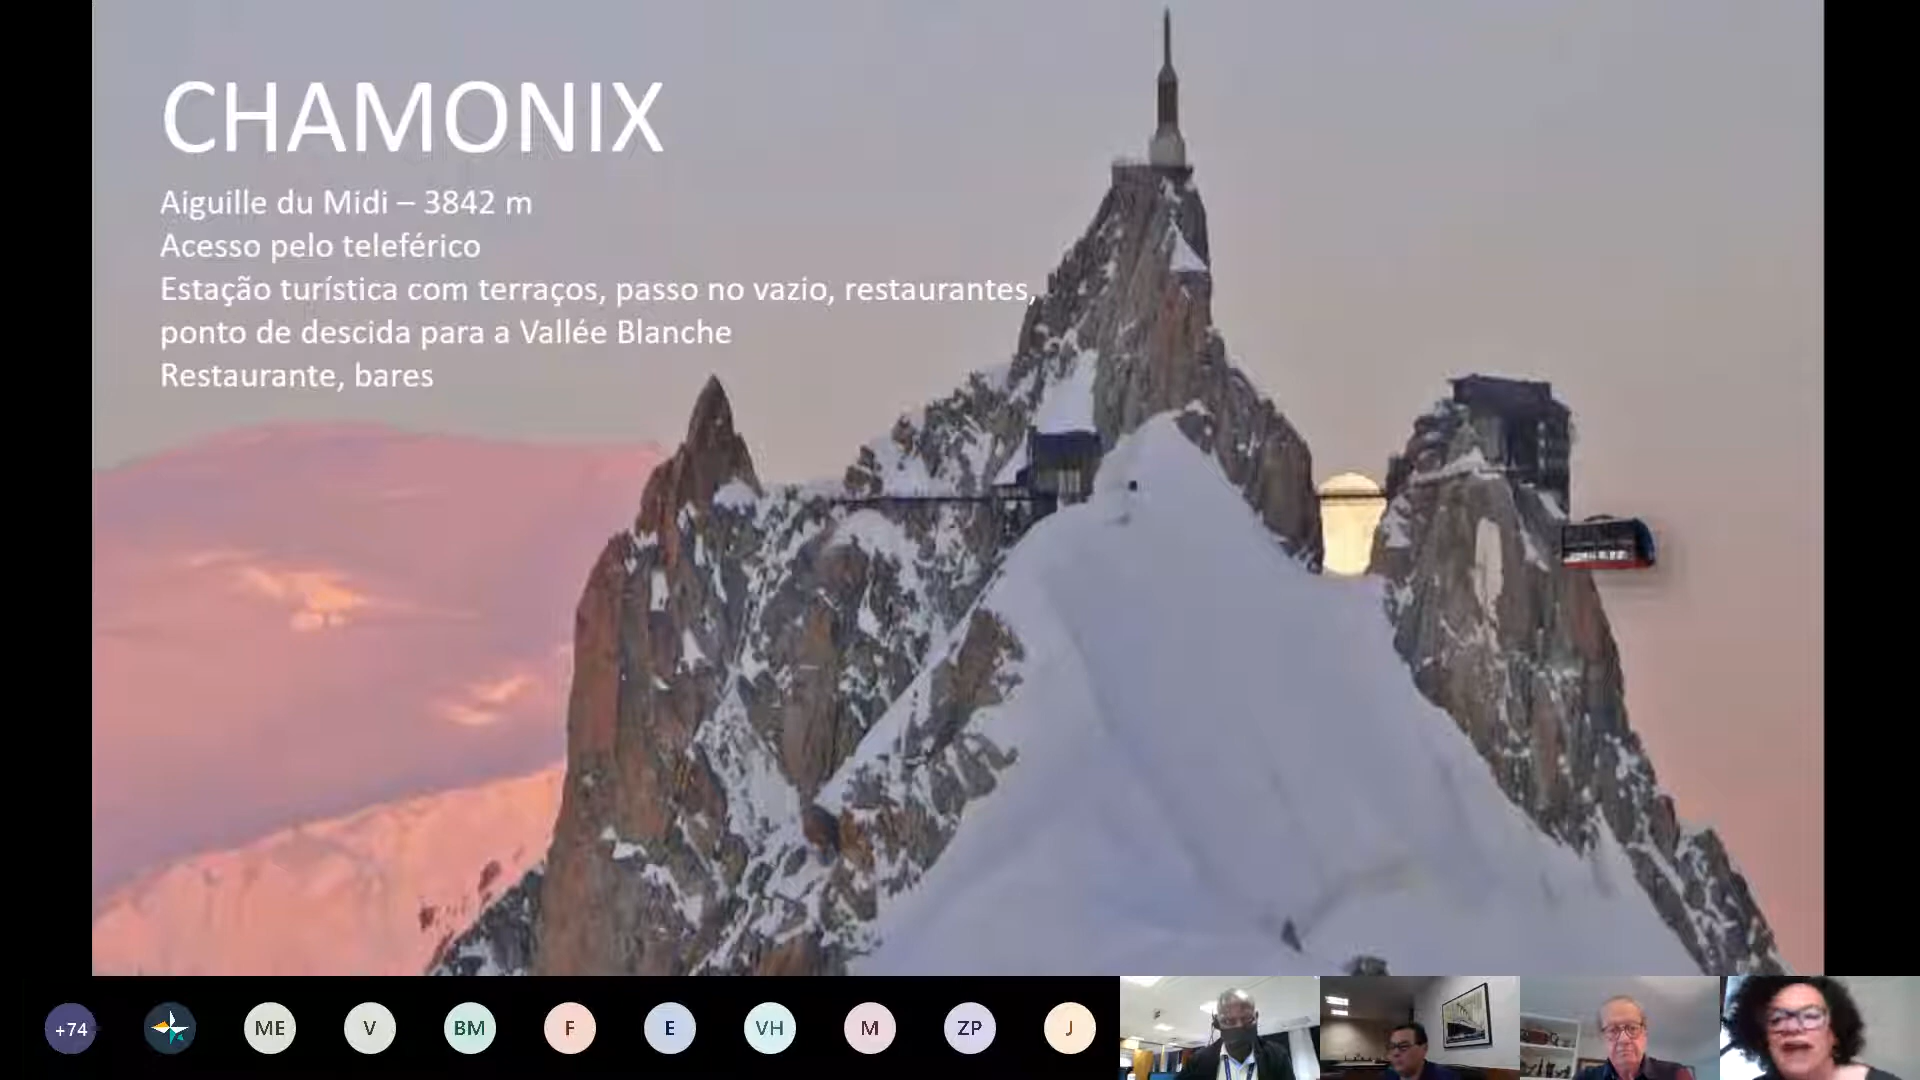 CHAMONIX
Aiguille du Midi – 3842 m
Acesso pelo teleférico
Estação turística com terraços, passo no vazio, restaurantes,
ponto de descida para a Vallée Blanche
Restaurante, bares
+74
ME
V
BM
F
E
VH
M
ZP
J